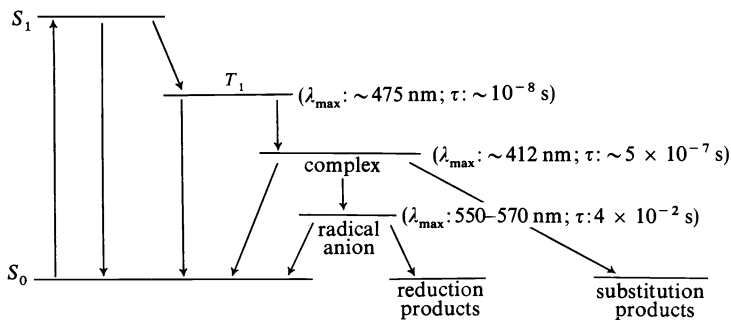 S₁
T₁
(λmax: ~475 nm; τ: ~10⁻⁸ s)
complex
(λmax: ~412 nm; τ: ~5 × 10⁻⁷ s)
radical
anion
(λmax: 550–570 nm; τ: 4 × 10⁻² s)
S₀
reduction
products
substitution
products